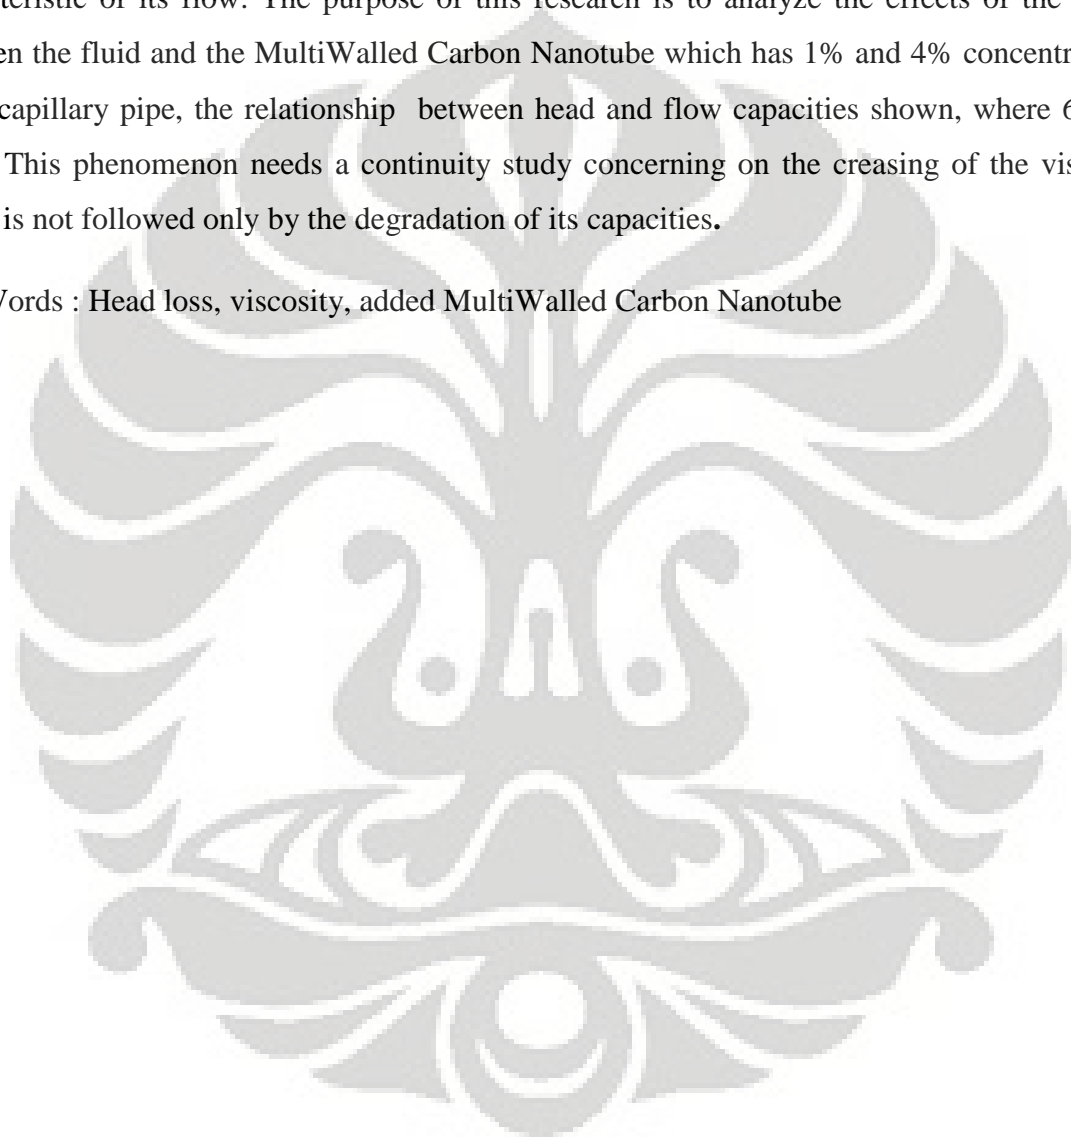 teristic of its flow. The purpose of this research is to analyze the effects of the
en the fluid and the MultiWalled Carbon Nanotube which has 1% and 4% concentr
capillary pipe, the relationship between head and flow capacities shown, where 6
This phenomenon needs a continuity study concerning on the creasing of the vis
is not followed only by the degradation of its capacities.
Words : Head loss, viscosity, added MultiWalled Carbon Nanotube